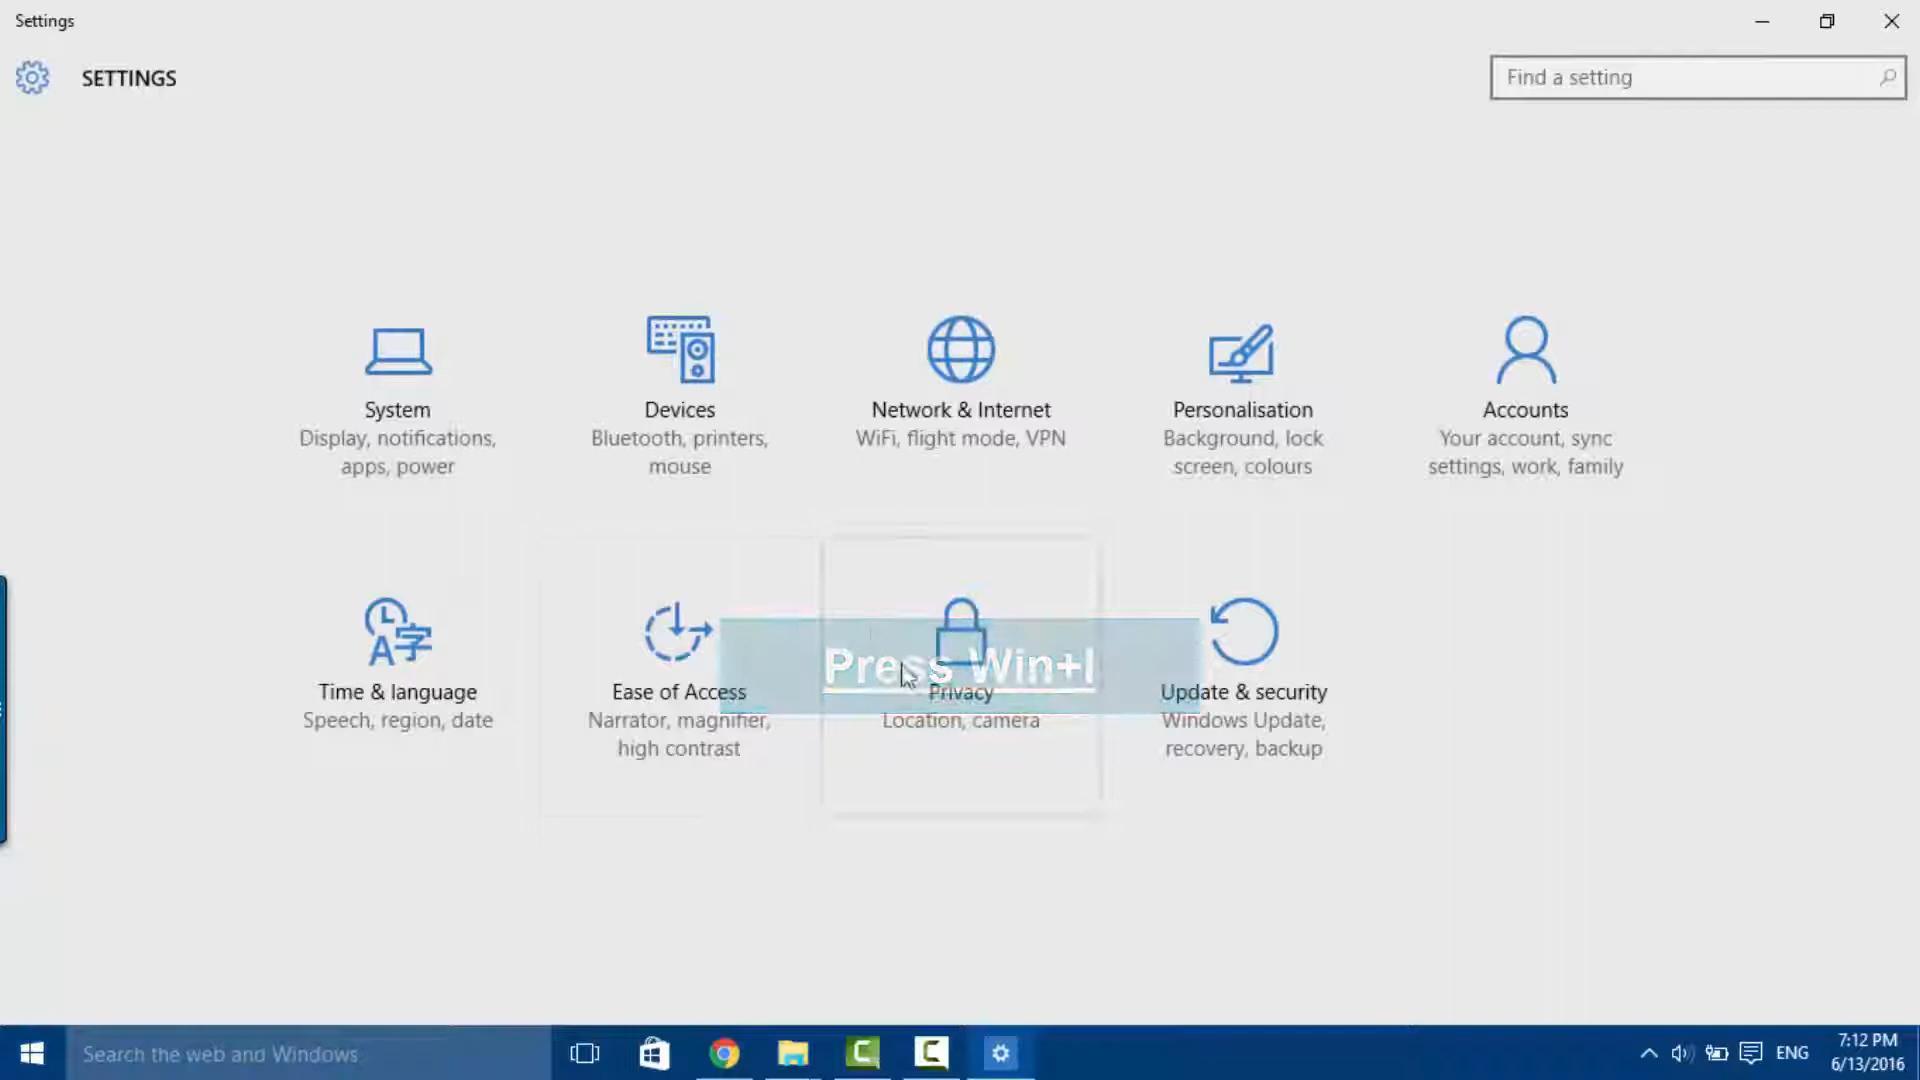 Settings
SETTINGS
Find a setting
System
Display, notifications,
apps, power
Devices
Bluetooth, printers,
mouse
Network & Internet
WiFi, flight mode, VPN
Personalisation
Background, lock
screen, colours
Accounts
Your account, sync
settings, work, family
Time & language
Speech, region, date
Ease of Access
Narrator, magnifier,
high contrast
Press Win+I
Privacy
Location, camera
Update & security
Windows Update,
recovery, backup
Search the web and Windows
ENG
7:12 PM
6/13/2016